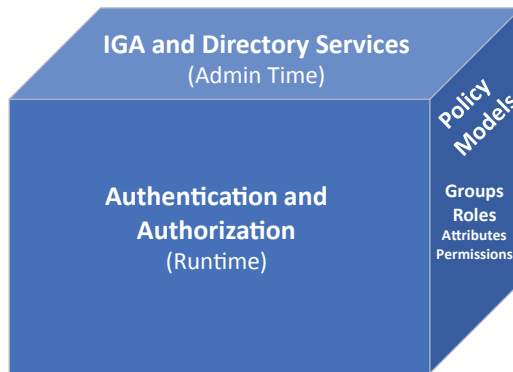 IGA and Directory Services
(Admin Time)
Authentication and
Authorization
(Runtime)
Policy
Models
Groups
Roles
Attributes
Permissions